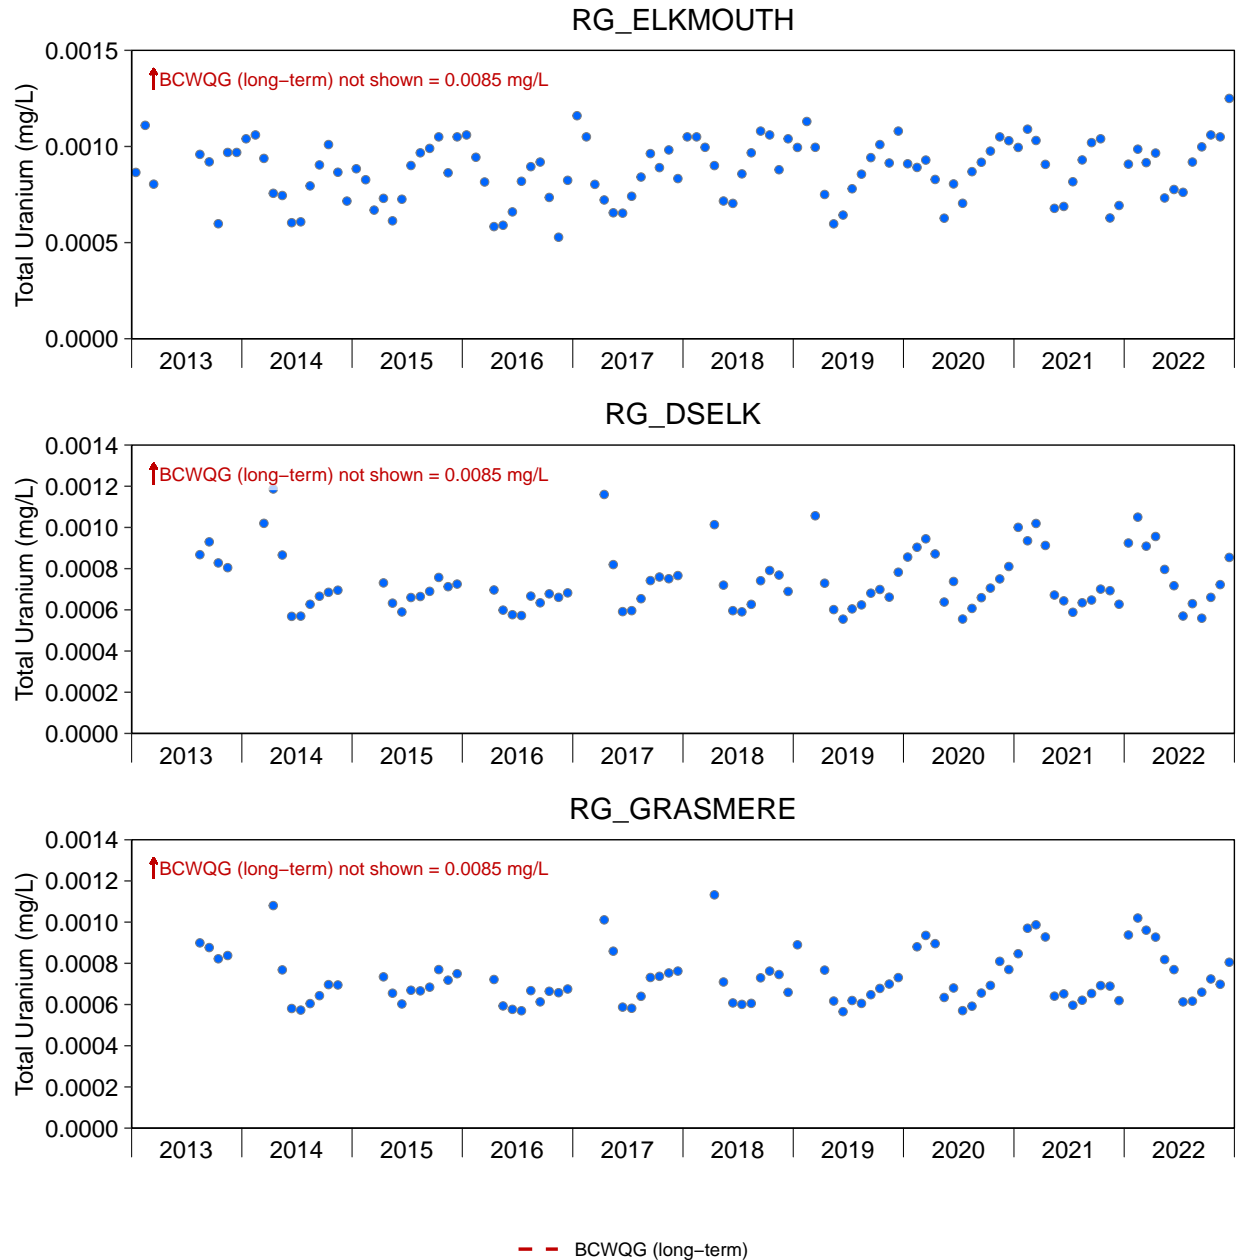 RG_ELKMOUTH
0.0015
0.0010
0.0005
0.0000
Total Uranium (mg/L)
BCWQG (long−term) not shown = 0.0085 mg/L
2013 2014 2015 2016 2017 2018 2019 2020 2021 2022
RG_DSELK
0.0014
0.0012
0.0010
0.0008
0.0006
0.0004
0.0002
0.0000
Total Uranium (mg/L)
BCWQG (long−term) not shown = 0.0085 mg/L
2013 2014 2015 2016 2017 2018 2019 2020 2021 2022
RG_GRASMERE
0.0014
0.0012
0.0010
0.0008
0.0006
0.0004
0.0002
0.0000
Total Uranium (mg/L)
BCWQG (long−term) not shown = 0.0085 mg/L
2013 2014 2015 2016 2017 2018 2019 2020 2021 2022
BCWQG (long−term)